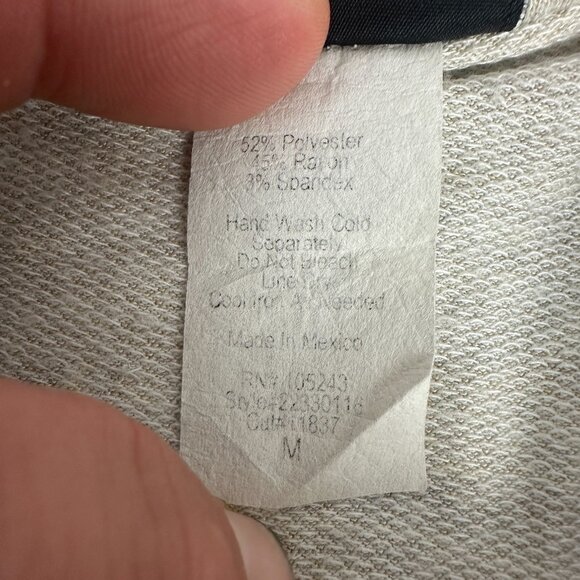 52% Polyester
45% Rayon
3% Spandex
Hand Wash Cold
Separately
Do Not Bleach
Line Dry
Cool Iron As Needed
Made In Mexico
RN# 105243
Style#22330116
Cut#11837
M